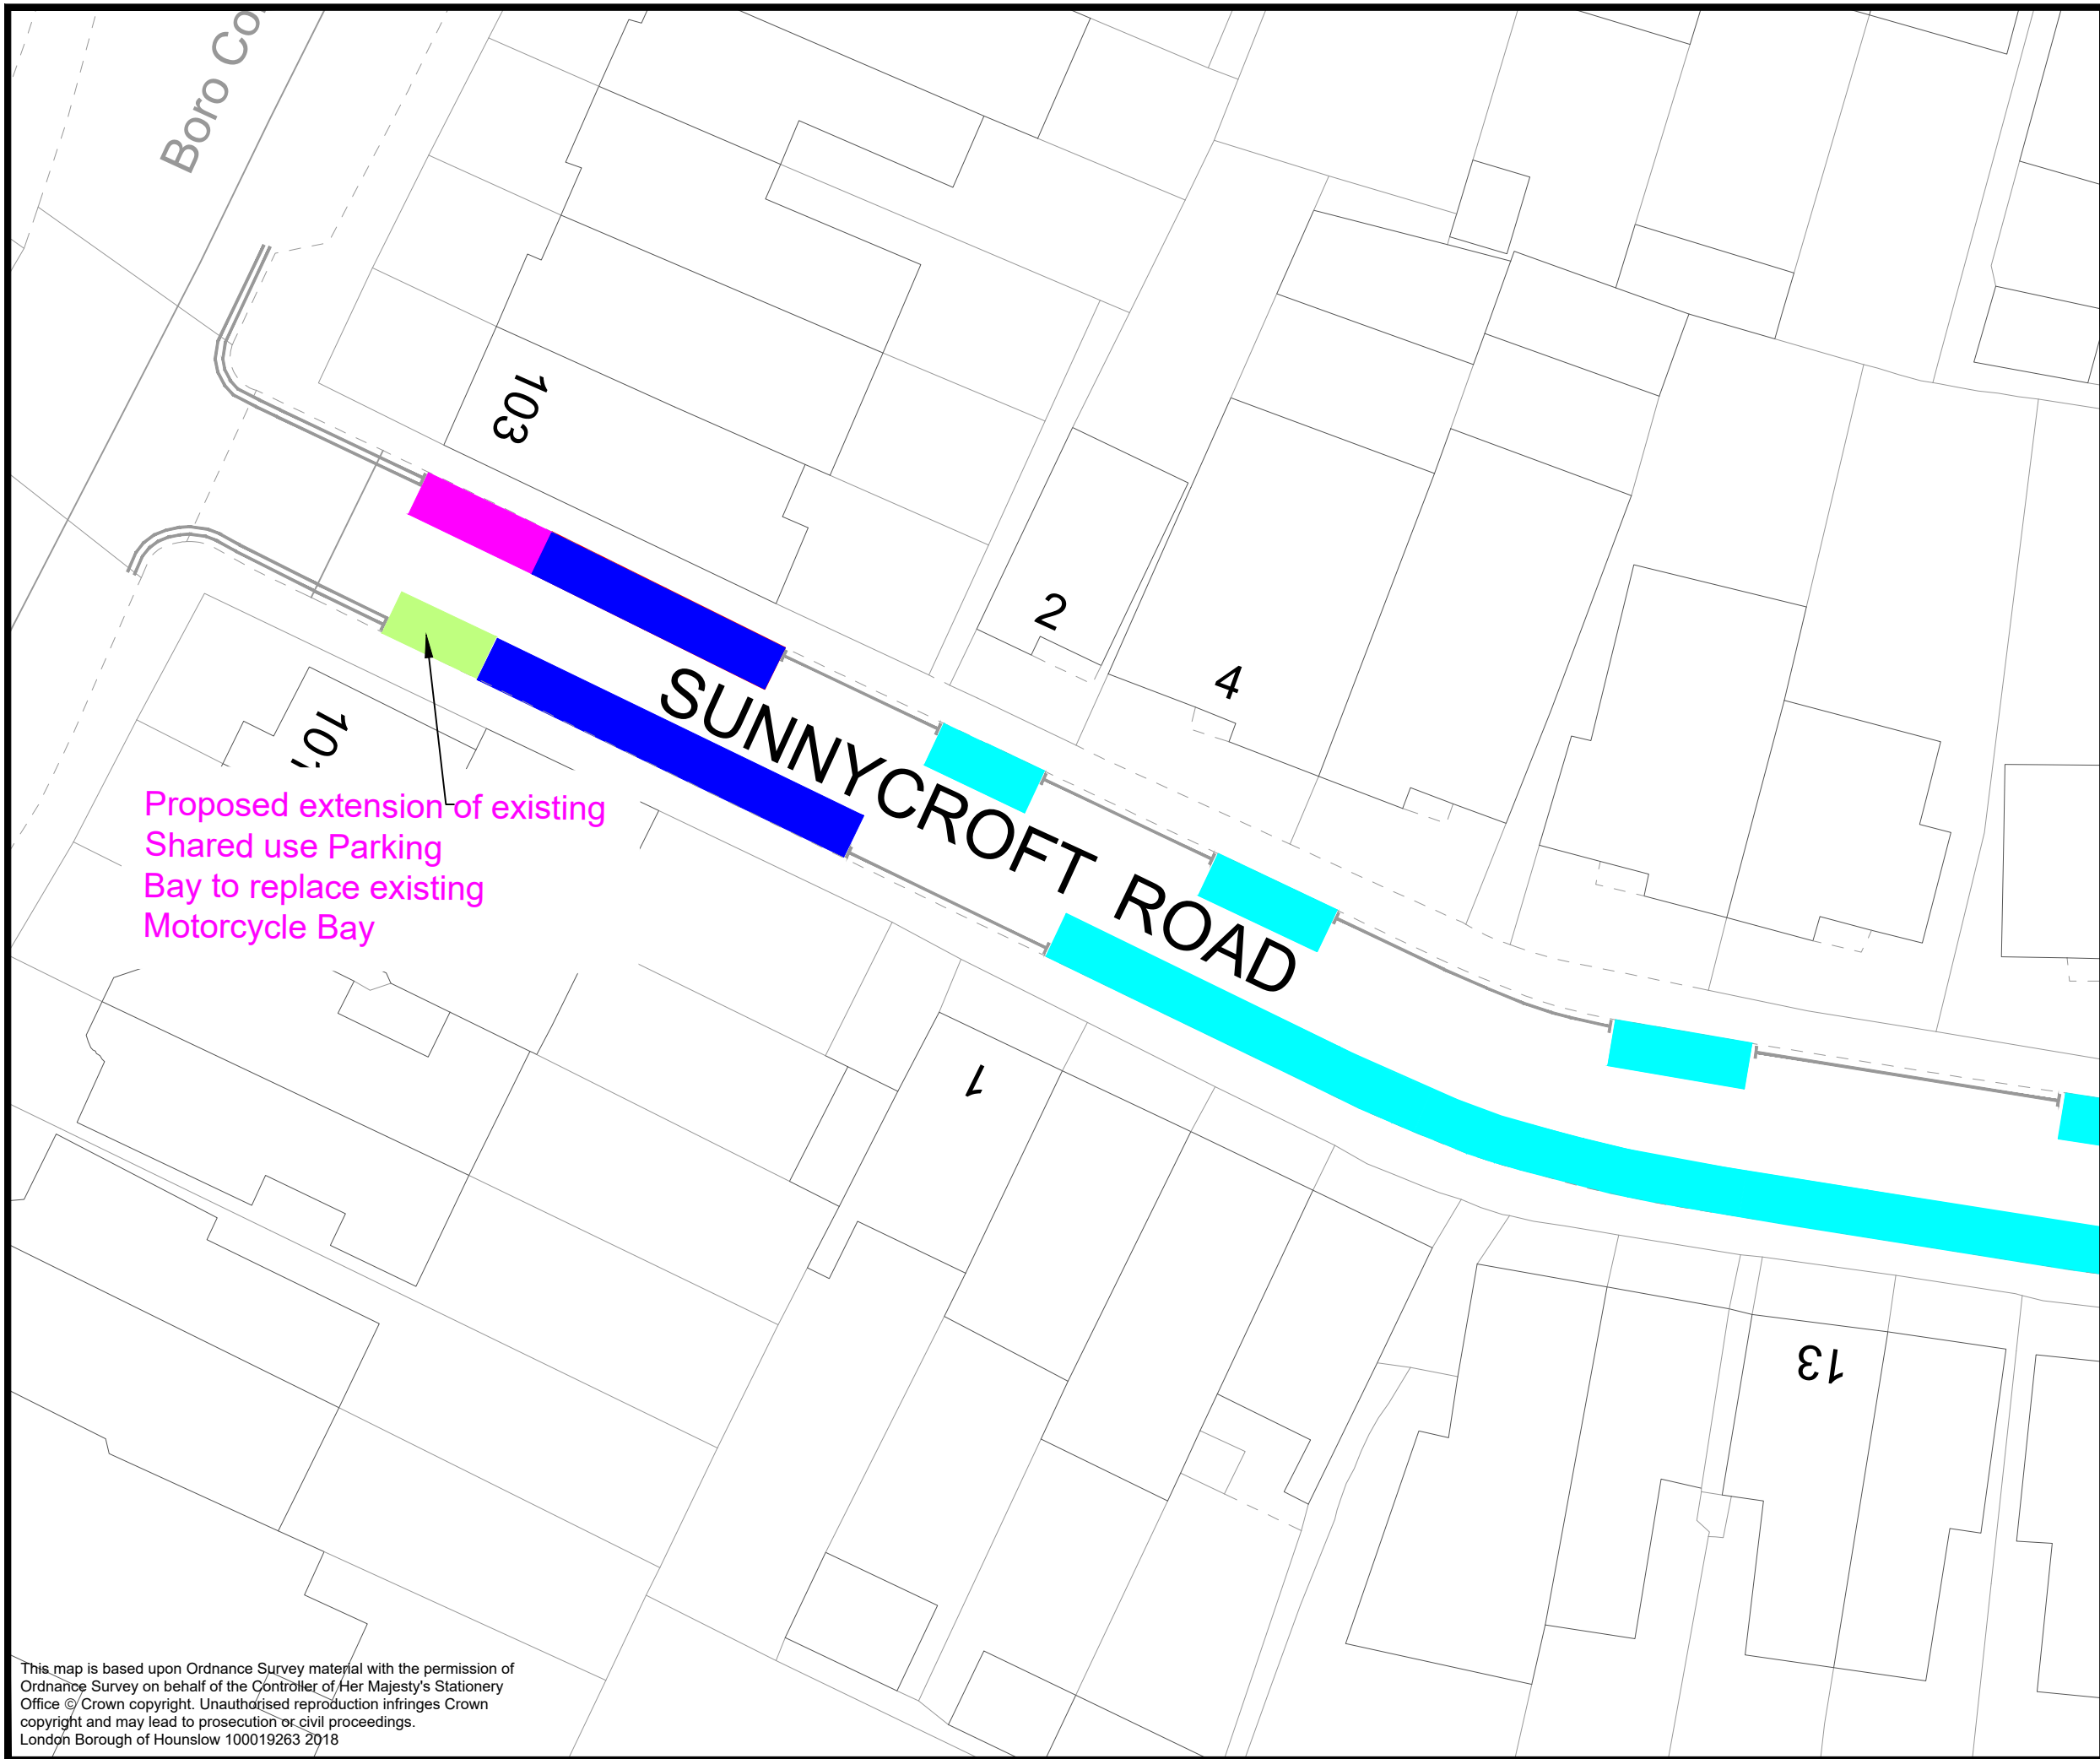 Boro
103
2
4
SUNNYCROFT ROAD
Proposed extension of existing
Shared use Parking
Bay to replace existing
Motorcycle Bay
1
13
This map is based upon Ordnance Survey material with the permission of
Ordnance Survey on behalf of the Controller of Her Majesty's Stationery
Office © Crown copyright. Unauthorised reproduction infringes Crown
copyright and may lead to prosecution or civil proceedings.
London Borough of Hounslow 100019263 2018